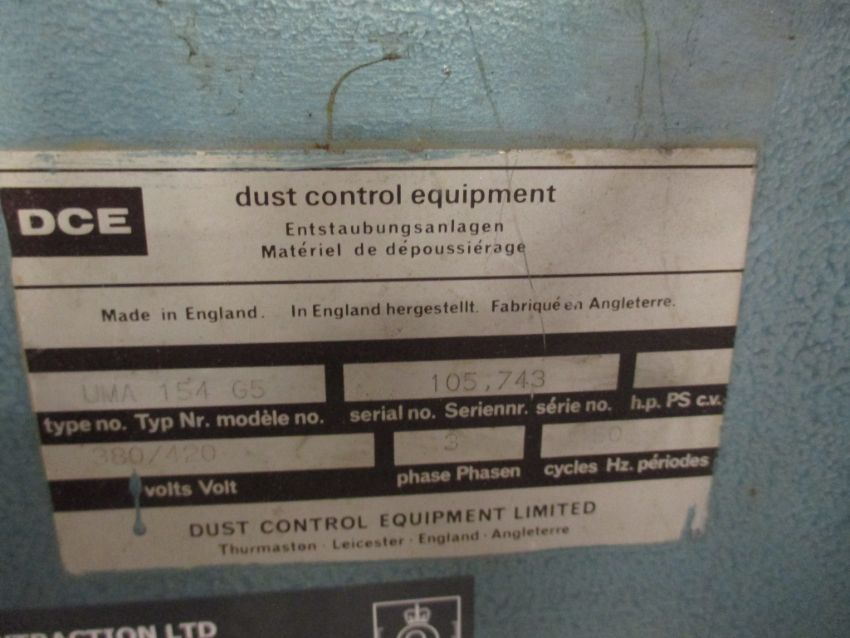 DCE
dust control equipment
Entstaubungsanlagen
Matériel de dépoussiérage
Made in England. In England hergestellt. Fabriqué en Angleterre.
UMA 154 G5 105,743
type no. Typ Nr. modèle no. serial no. Seriennr. série no. h.p. PS c.v.
380/420 3 50
volts Volt phase Phasen cycles Hz. périodes
DUST CONTROL EQUIPMENT LIMITED
Thurmaston · Leicester · England · Angleterre
TRACTION LTD